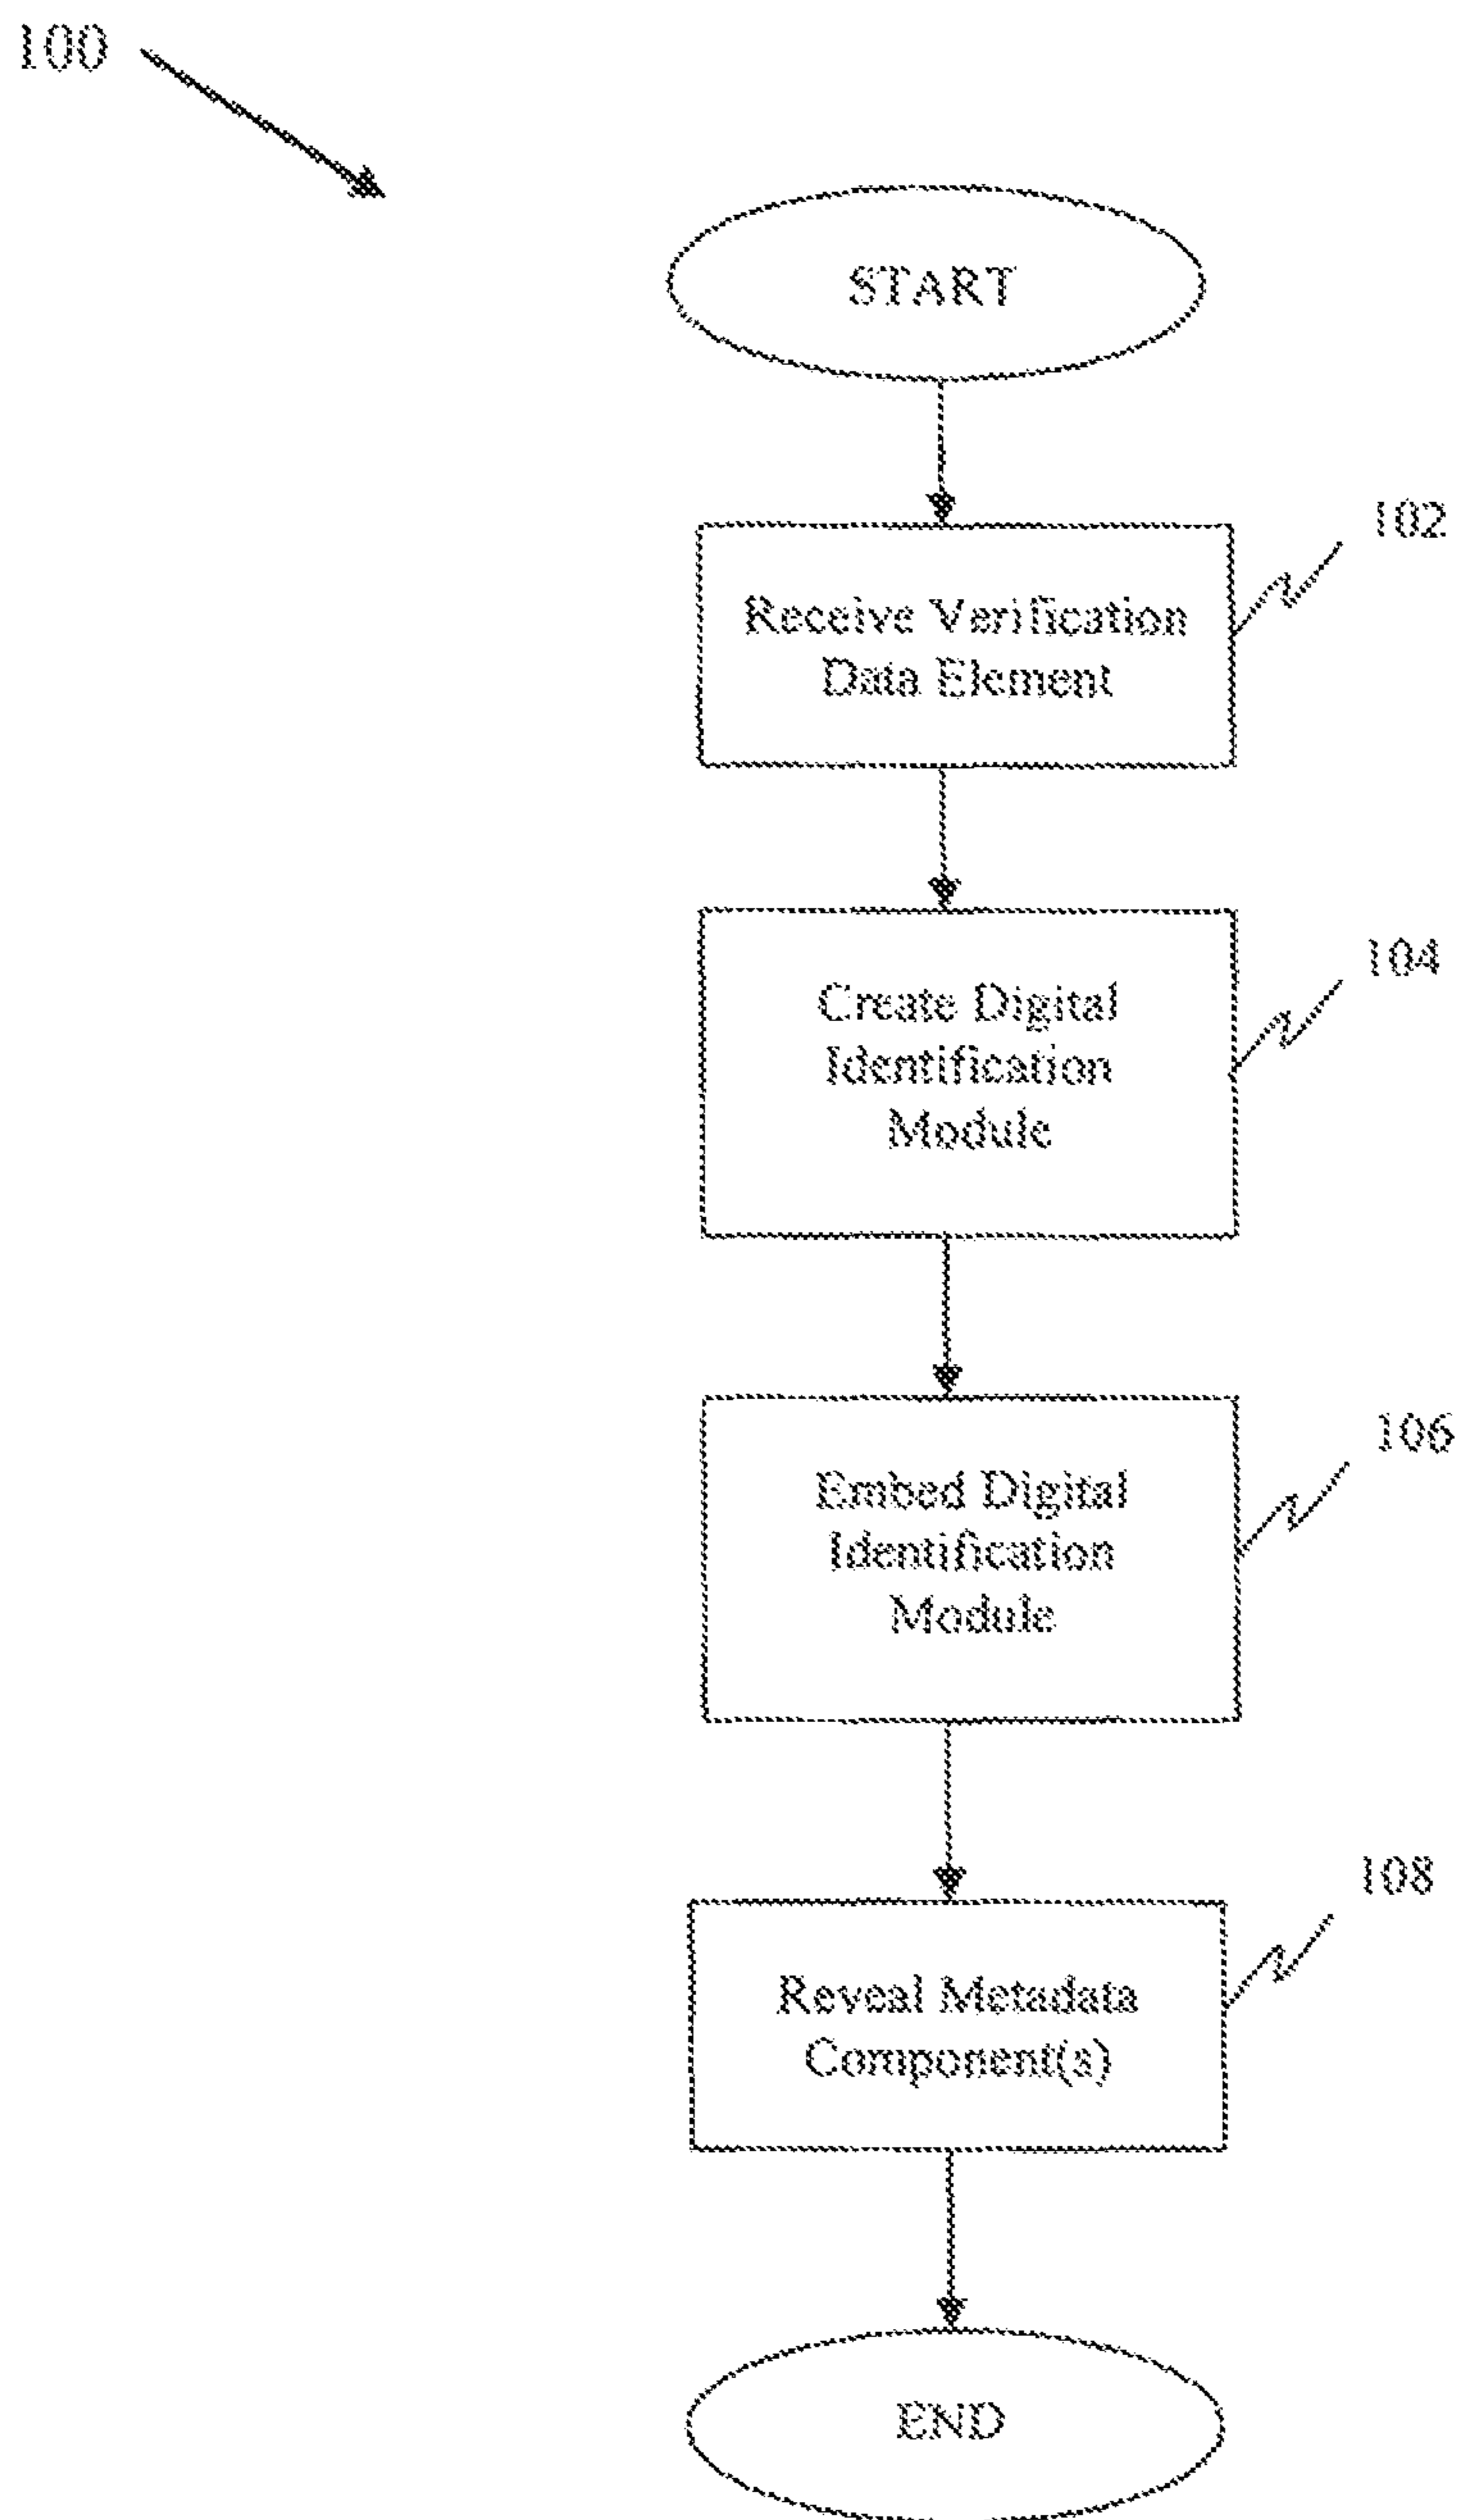 100
START
102
Receive Verification
Data Element
104
Create Digital
Identification
Module
106
Embed Digital
Identification
Module
108
Reveal Metadata
Component(s)
END